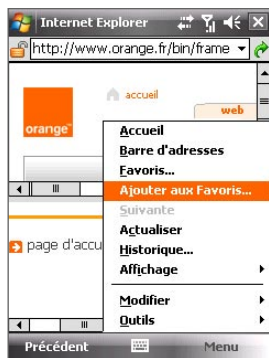 Internet Explorer
http://www.orange.fr/bin/frame
accueil
web
orange
Accueil
Barre d'adresses
Favoris...
Ajouter aux Favoris...
Suivante
Actualiser
Historique...
Affichage
page d'accu
Modifier
Outils
Précédent
Menu